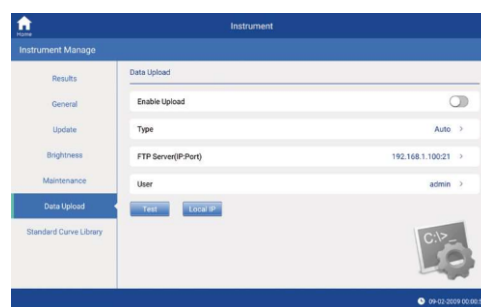 Instrument
Home
Instrument Manage
Results
General
Update
Brightness
Maintenance
Data Upload
Standard Curve Library
Data Upload
Enable Upload
Type Auto >
FTP Server(IP:Port) 192.168.1.100:21 >
User admin >
Test Local IP
C:\>_
09-02-2009 00:00: